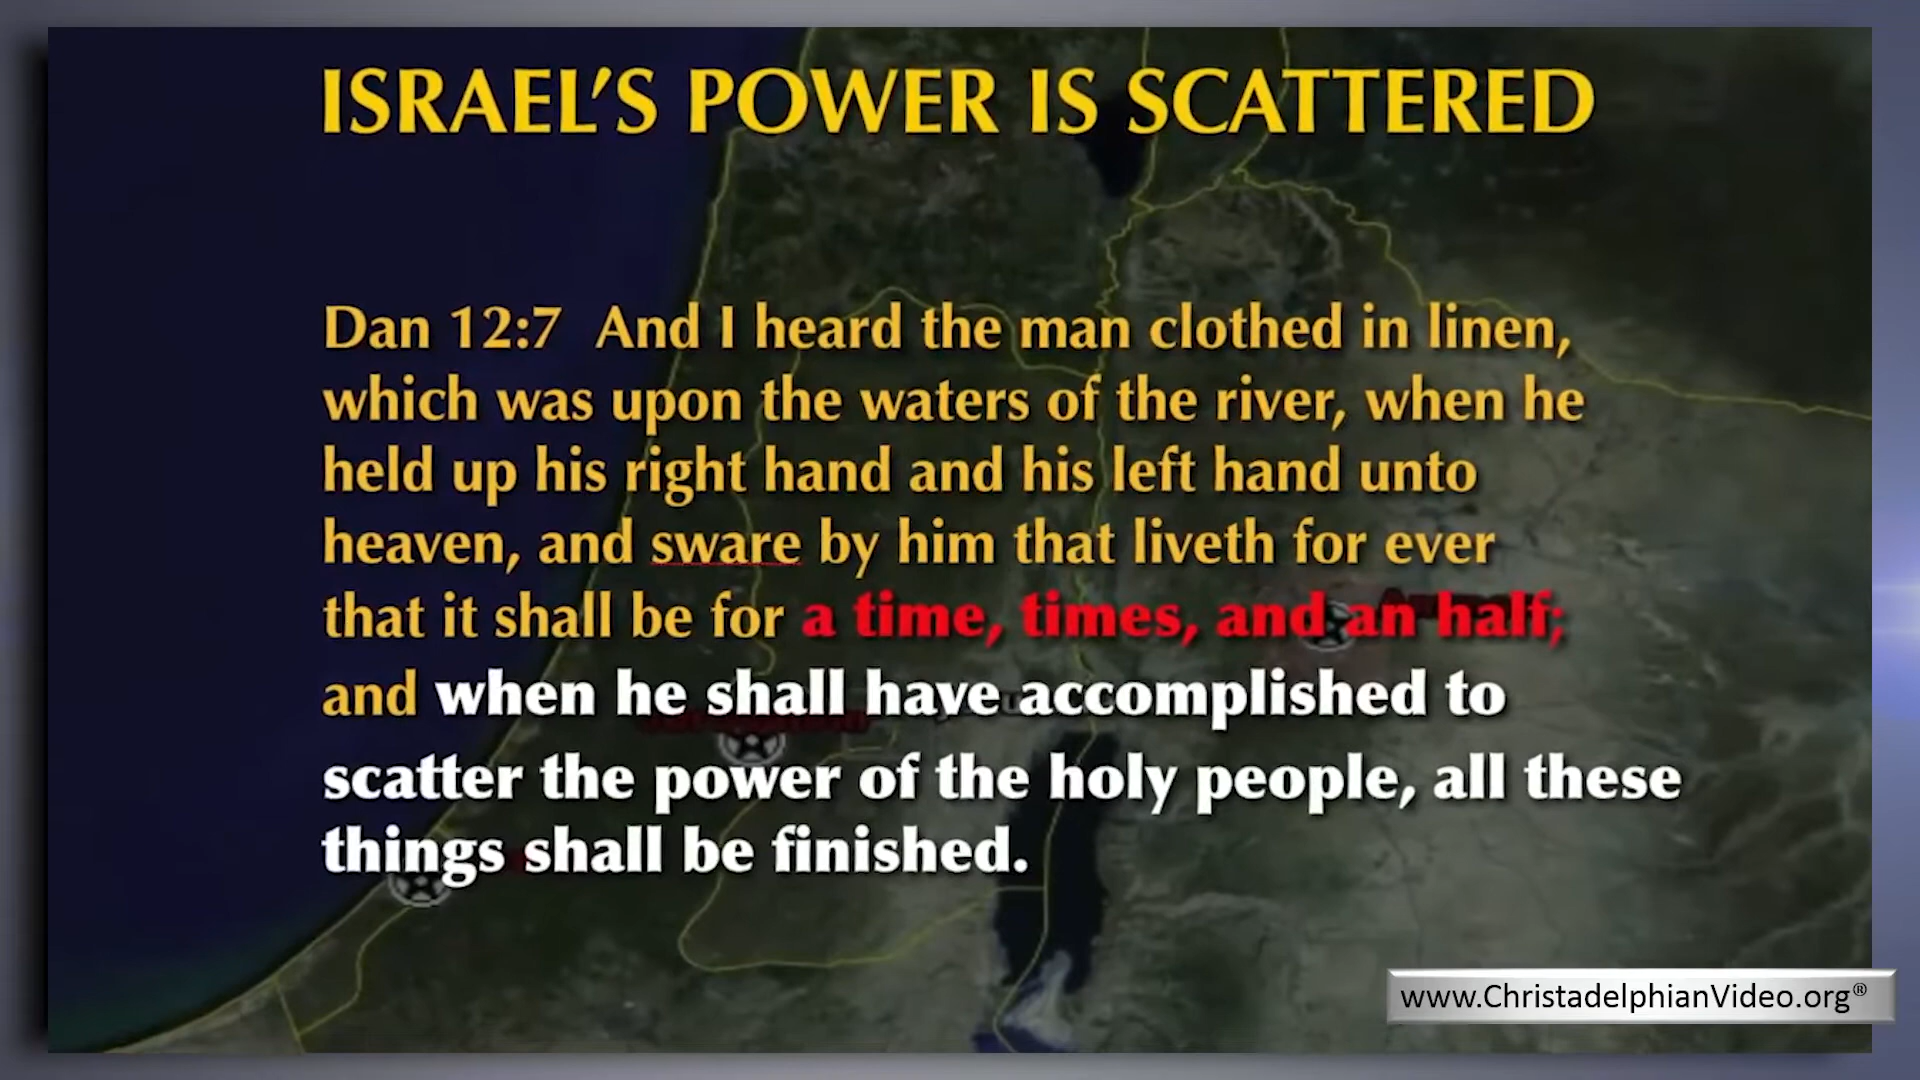 ISRAEL'S POWER IS SCATTERED
Dan 12:7  And I heard the man clothed in linen,
which was upon the waters of the river, when he
held up his right hand and his left hand unto
heaven, and sware by him that liveth for ever
that it shall be for a time, times, and an half;
and when he shall have accomplished to
scatter the power of the holy people, all these
things shall be finished.
www.ChristadelphianVideo.org®